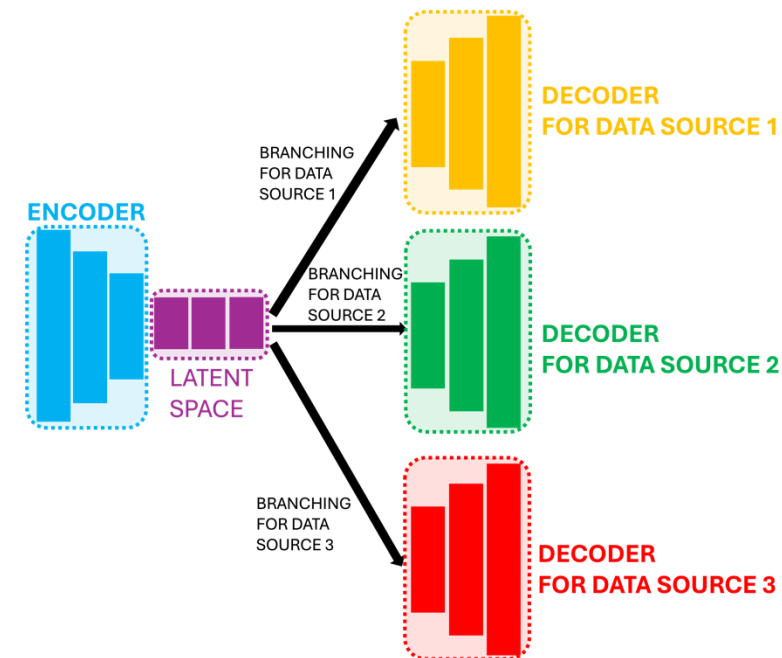 DECODER
FOR DATA SOURCE 1
BRANCHING
FOR DATA
SOURCE 1
ENCODER
BRANCHING
FOR DATA
SOURCE 2
DECODER
FOR DATA SOURCE 2
LATENT
SPACE
BRANCHING
FOR DATA
SOURCE 3
DECODER
FOR DATA SOURCE 3